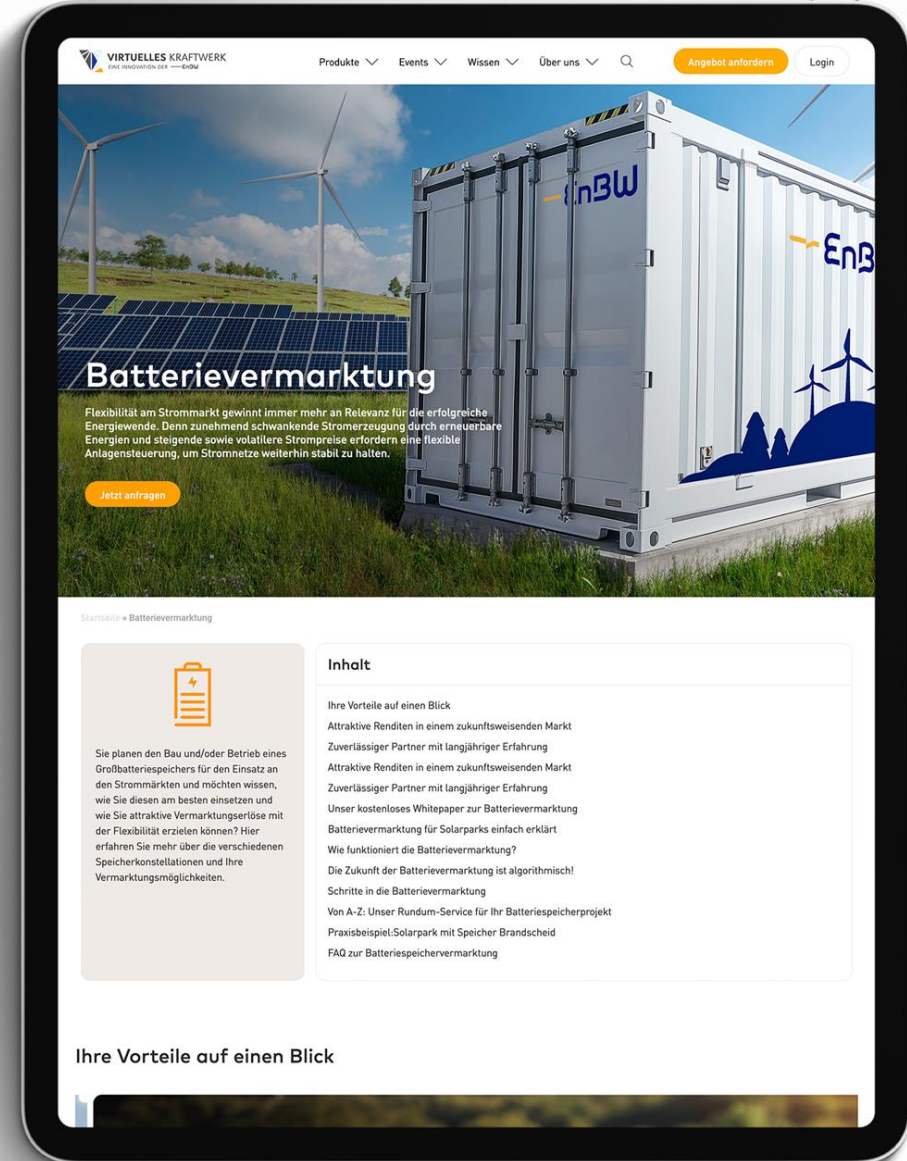 VIRTUELLES KRAFTWERK
EINE INNOVATION DER EnBW
Produkte
Events
Wissen
Über uns
Angebot anfordern
Login
EnBW
EnB
Batterievermarktung
Flexibilität am Strommarkt gewinnt immer mehr an Relevanz für die erfolgreiche
Energiewende. Denn zunehmend schwankende Stromerzeugung durch erneuerbare
Energien und steigende sowie volatilere Strompreise erfordern eine flexible
Anlagensteuerung, um Stromnetze weiterhin stabil zu halten.
Jetzt anfragen
Startseite » Batterievermarktung
Sie planen den Bau und/oder Betrieb eines
Großbatteriespeichers für den Einsatz an
den Strommärkten und möchten wissen,
wie Sie diesen am besten einsetzen und
wie Sie attraktive Vermarktungserlöse mit
der Flexibilität erzielen können? Hier
erfahren Sie mehr über die verschiedenen
Speicherkonstellationen und Ihre
Vermarktungsmöglichkeiten.
Inhalt
Ihre Vorteile auf einen Blick
Attraktive Renditen in einem zukunftsweisenden Markt
Zuverlässiger Partner mit langjähriger Erfahrung
Attraktive Renditen in einem zukunftsweisenden Markt
Zuverlässiger Partner mit langjähriger Erfahrung
Unser kostenloses Whitepaper zur Batterievermarktung
Batterievermarktung für Solarparks einfach erklärt
Wie funktioniert die Batterievermarktung?
Die Zukunft der Batterievermarktung ist algorithmisch!
Schritte in die Batterievermarktung
Von A-Z: Unser Rundum-Service für Ihr Batteriespeicherprojekt
Praxisbeispiel:Solarpark mit Speicher Brandscheid
FAQ zur Batteriespeichervermarktung
Ihre Vorteile auf einen Blick